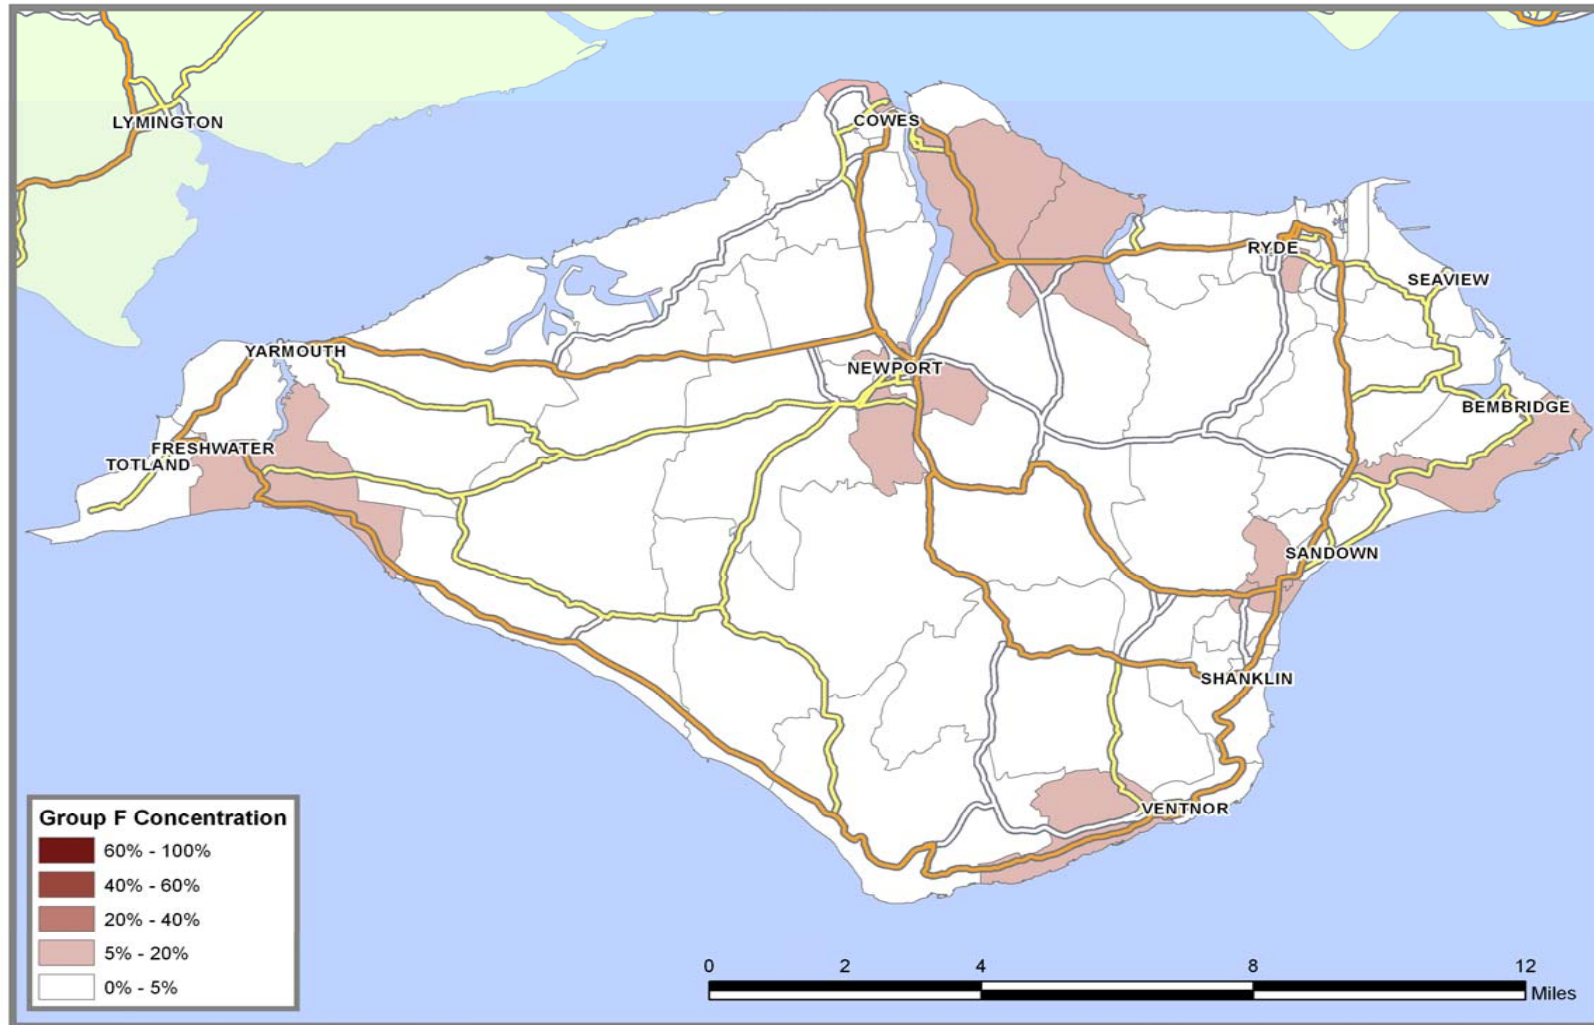 LYMINGTON
COWES
RYDE
SEAVIEW
YARMOUTH
NEWPORT
BEMBRIDGE
FRESHWATER
TOTLAND
SANDOWN
SHANKLIN
VENTNOR
Group F Concentration
60% - 100%
40% - 60%
20% - 40%
5% - 20%
0% - 5%
0 2 4 8 12
Miles